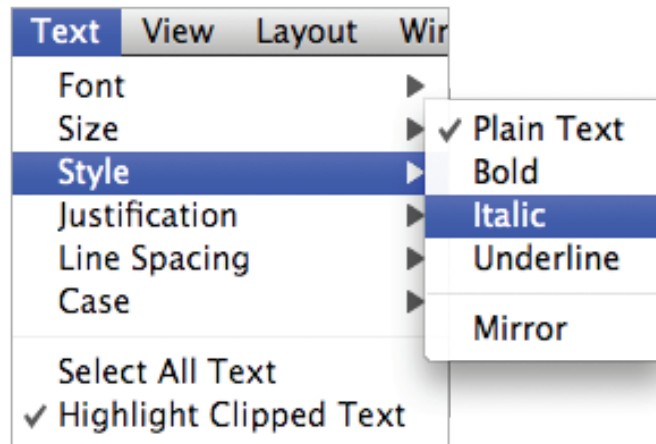 Text View Layout
Font
Size
Style
Justification
Line Spacing
Case
Select All Text
✓ Highlight Clipped Text
✓ Plain Text
Bold
Italic
Underline
Mirror